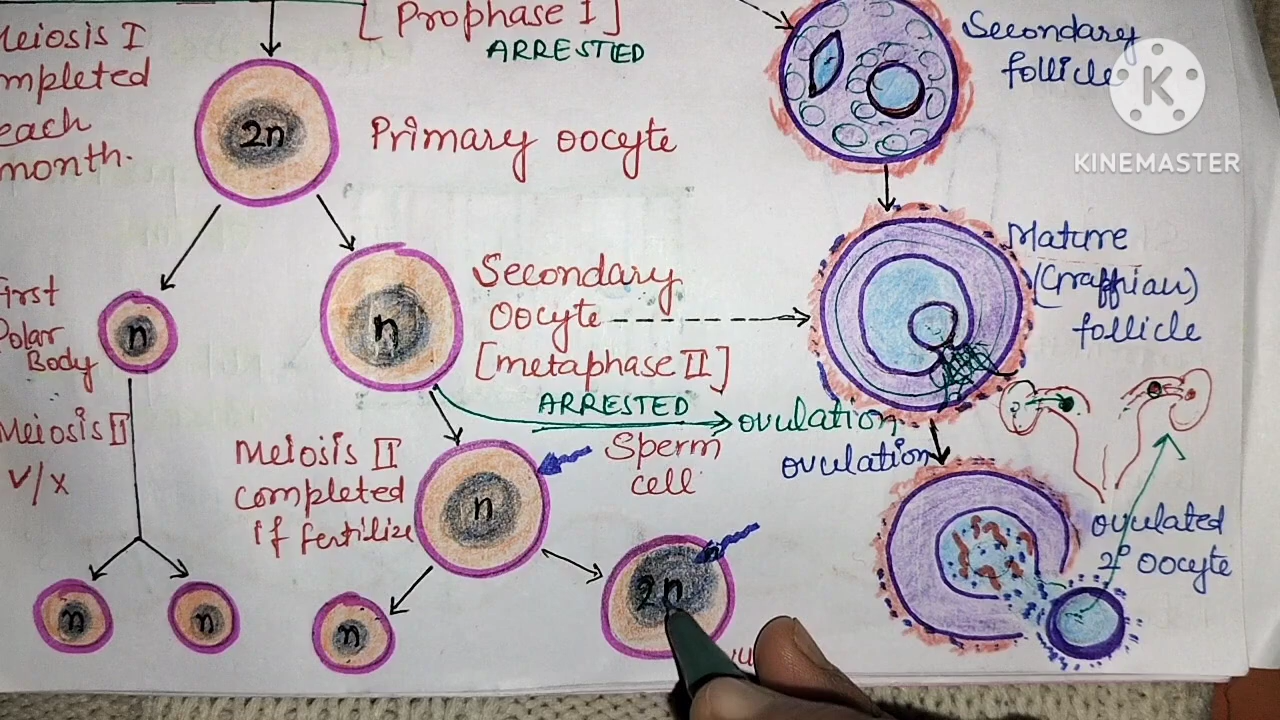 [Prophase I]
ARRESTED
Meiosis I
completed
each
month.
2n
Primary oocyte
Secondary
follicle
K
KINEMASTER
First
Polar
Body
n
n
Secondary
Oocyte
[metaphase II]
ARRESTED
ovulation
Mature
(Graffian)
follicle
Meiosis II
V/x
Meiosis II
completed
if fertilize
n
Sperm
cell
ovulation
ovulated
2° oocyte
n
n
n
2n